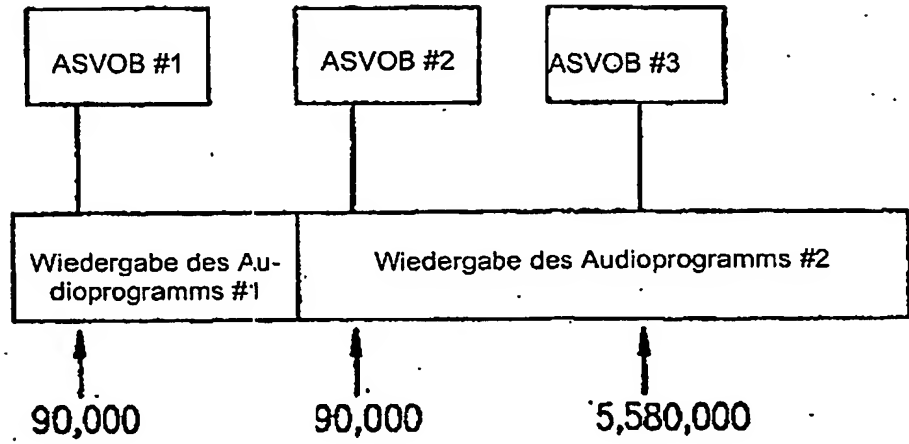 ASVOB #1
ASVOB #2
ASVOB #3
Wiedergabe des Au-
dioprogramms #1
Wiedergabe des Audioprogramms #2
90,000
90,000
5,580,000